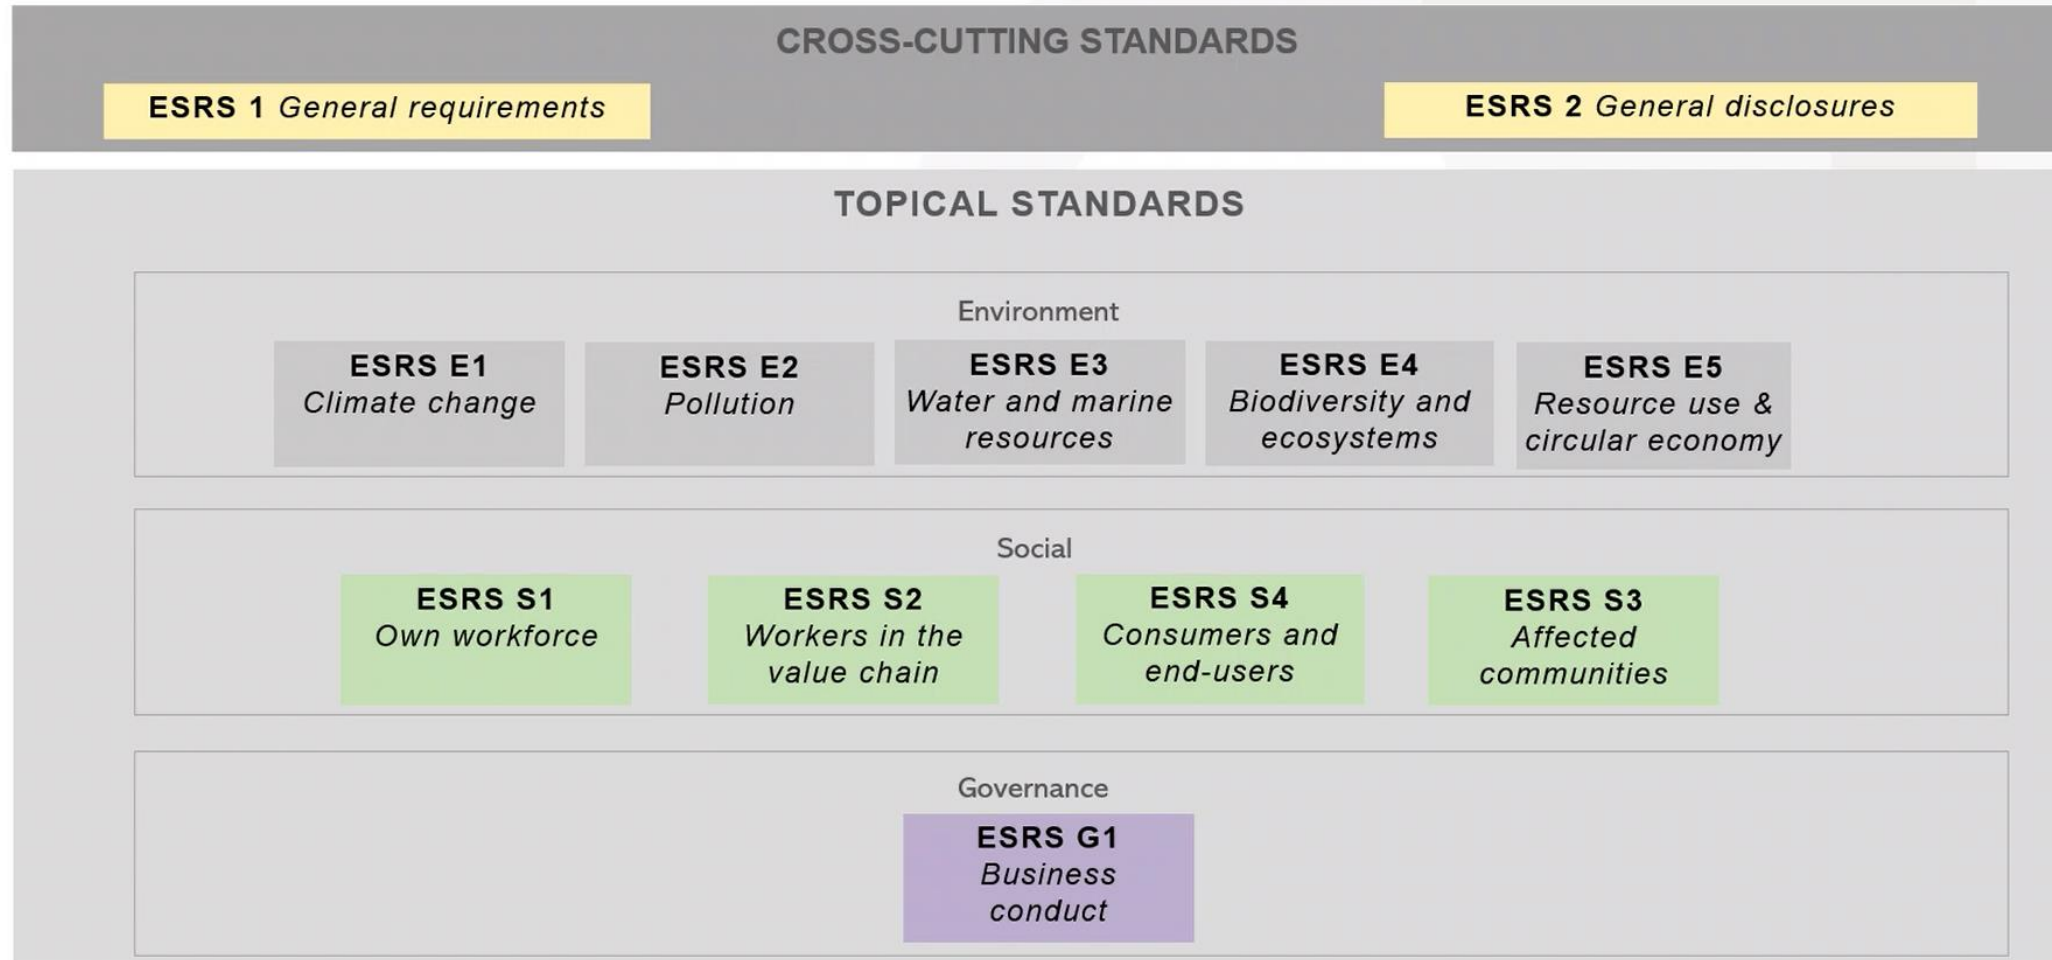 CROSS-CUTTING STANDARDS
ESRS 1 General requirements
ESRS 2 General disclosures
TOPICAL STANDARDS
Environment
ESRS E1
Climate change
ESRS E2
Pollution
ESRS E3
Water and marine
resources
ESRS E4
Biodiversity and
ecosystems
ESRS E5
Resource use &
circular economy
Social
ESRS S1
Own workforce
ESRS S2
Workers in the
value chain
ESRS S4
Consumers and
end-users
ESRS S3
Affected
communities
Governance
ESRS G1
Business
conduct